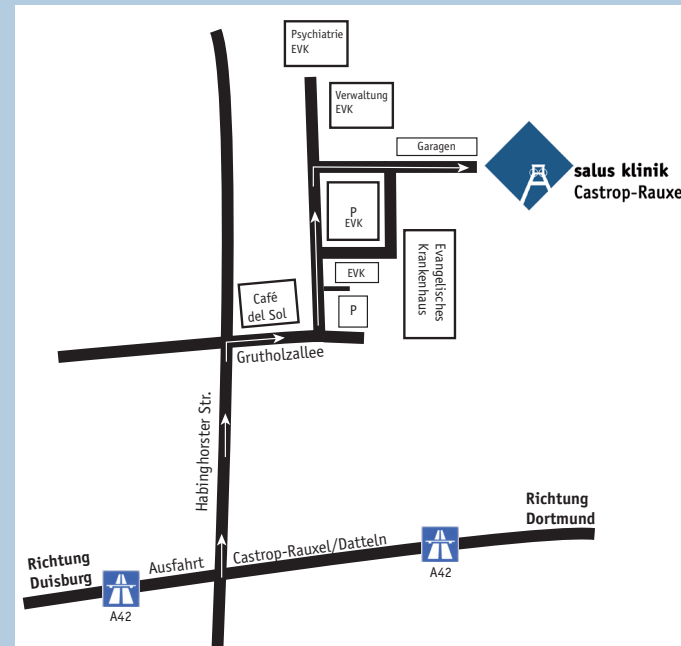 Psychiatrie
EVK
Verwaltung
EVK
Garagen
salus klinik
Castrop-Rauxe
P
EVK
Evangelisches
Krankenhaus
EVK
Café
del Sol
P
Grutholzallee
Habinghorster Str.
Richtung
Dortmund
Richtung
Duisburg
Ausfahrt
Castrop-Rauxel/Datteln
A42
A42